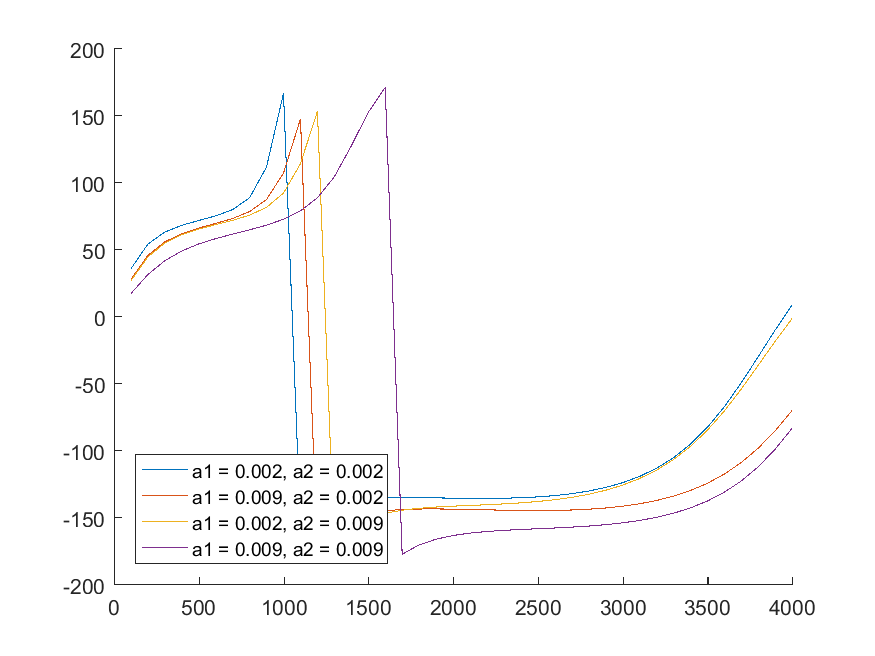 200
150
100
50
0
-50
-100
-150
-200
a1 = 0.002, a2 = 0.002
a1 = 0.009, a2 = 0.002
a1 = 0.002, a2 = 0.009
a1 = 0.009, a2 = 0.009
0 500 1000 1500 2000 2500 3000 3500 4000